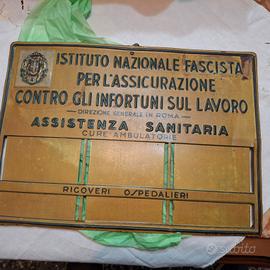 ISTITUTO NAZIONALE FASCISTA
PER L'ASSICURAZIONE
CONTRO GLI INFORTUNI SUL LAVORO
— DIREZIONE GENERALE IN ROMA —
ASSISTENZA SANITARIA
CURE AMBULATORIE
RICOVERI OSPEDALIERI
subito